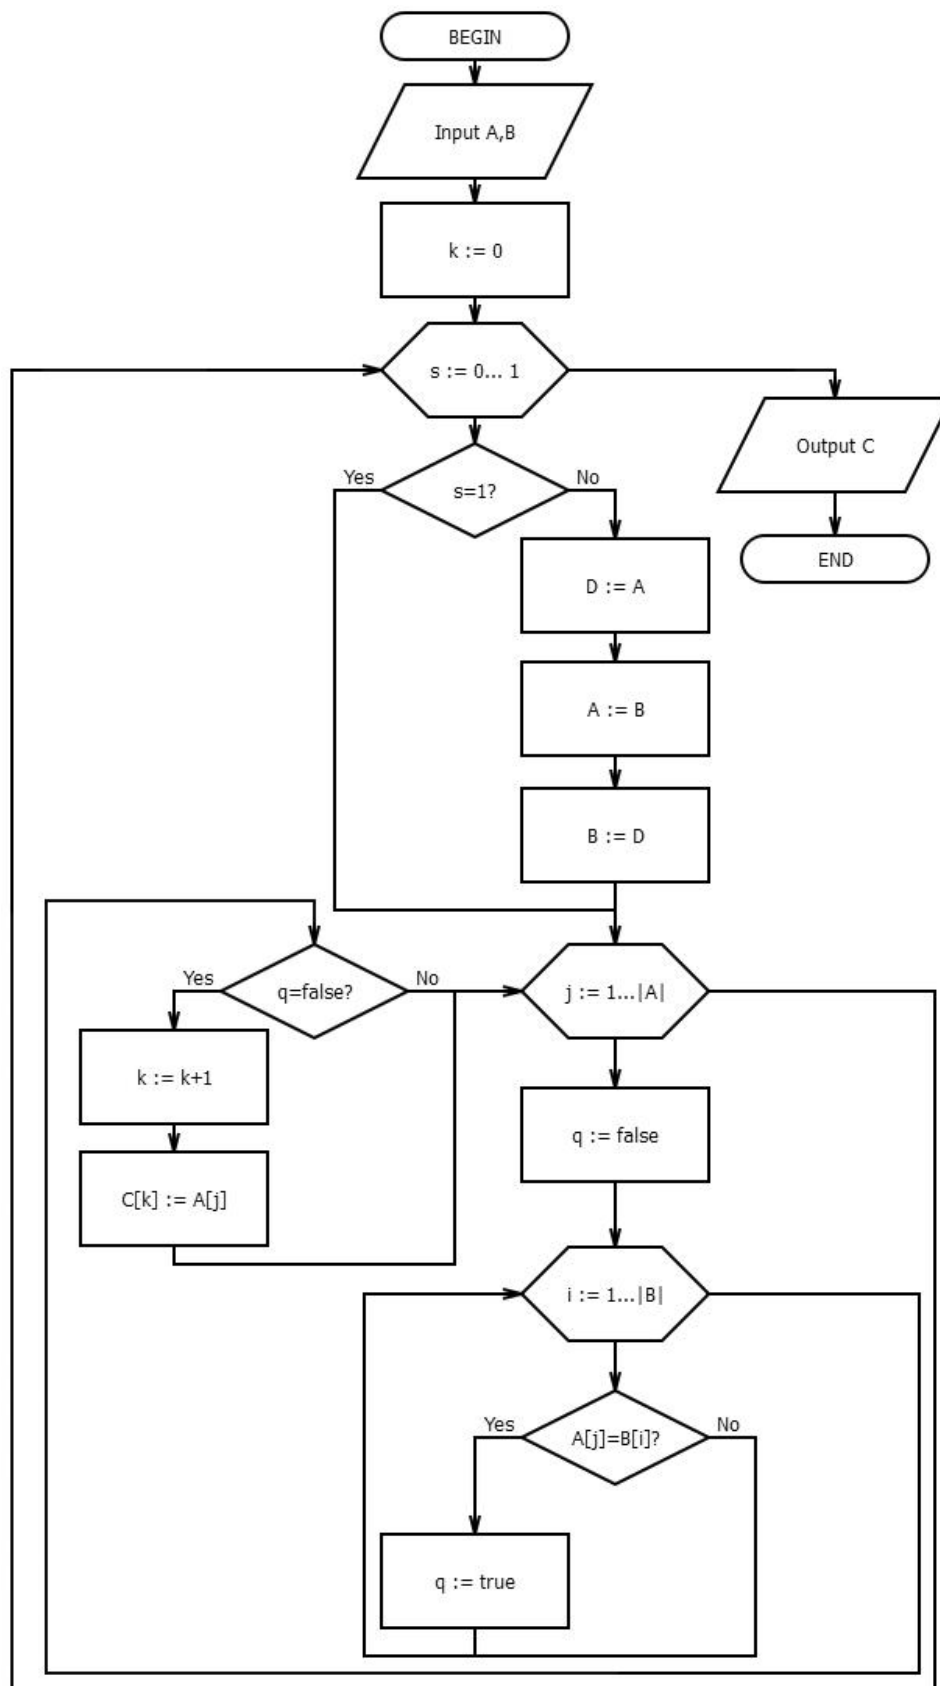 BEGIN
Input A,B
k := 0
s := 0... 1
Output C
END
Yes
s=1?
No
D := A
A := B
B := D
Yes
q=false?
No
j := 1...|A|
k := k+1
C[k] := A[j]
q := false
i := 1...|B|
Yes
A[j]=B[i]?
No
q := true